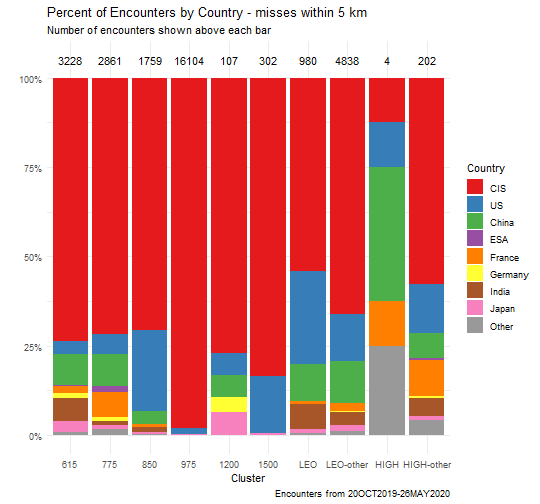 Percent of Encounters by Country - misses within 5 km
Number of encounters shown above each bar
3228 2861 1759 16104 107 302 980 4838 4 202
100%
75%
50%
25%
0%
615 775 850 975 1200 1500 LEO LEO-other HIGH HIGH-other
Cluster
Country
CIS
US
China
ESA
France
Germany
India
Japan
Other
Encounters from 20OCT2019-26MAY2020